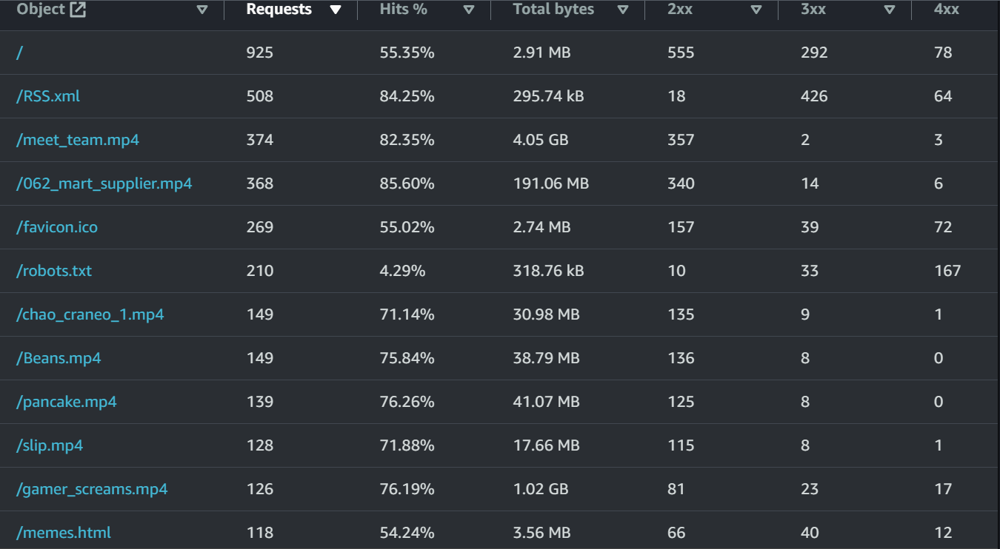 Object Requests Hits % Total bytes 2xx 3xx 4xx
/ 925 55.35% 2.91 MB 555 292 78
/RSS.xml 508 84.25% 295.74 kB 18 426 64
/meet_team.mp4 374 82.35% 4.05 GB 357 2 3
/062_mart_supplier.mp4 368 85.60% 191.06 MB 340 14 6
/favicon.ico 269 55.02% 2.74 MB 157 39 72
/robots.txt 210 4.29% 318.76 kB 10 33 167
/chao_craneo_1.mp4 149 71.14% 30.98 MB 135 9 1
/Beans.mp4 149 75.84% 38.79 MB 136 8 0
/pancake.mp4 139 76.26% 41.07 MB 125 8 0
/slip.mp4 128 71.88% 17.66 MB 115 8 1
/gamer_screams.mp4 126 76.19% 1.02 GB 81 23 17
/memes.html 118 54.24% 3.56 MB 66 40 12